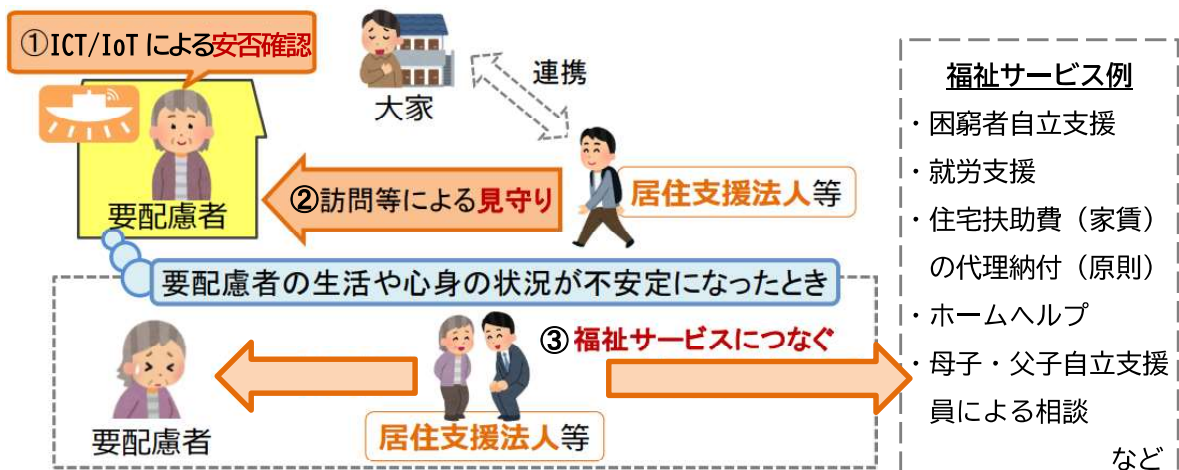 ①ICT/IoTによる安否確認
大家
連携
要配慮者
②訪問等による見守り
居住支援法人等
要配慮者の生活や心身の状況が不安定になったとき
要配慮者
居住支援法人等
③福祉サービスにつなぐ
福祉サービス例
・困窮者自立支援
・就労支援
・住宅扶助費（家賃）
の代理納付（原則）
・ホームヘルプ
・母子・父子自立支援
員による相談
など